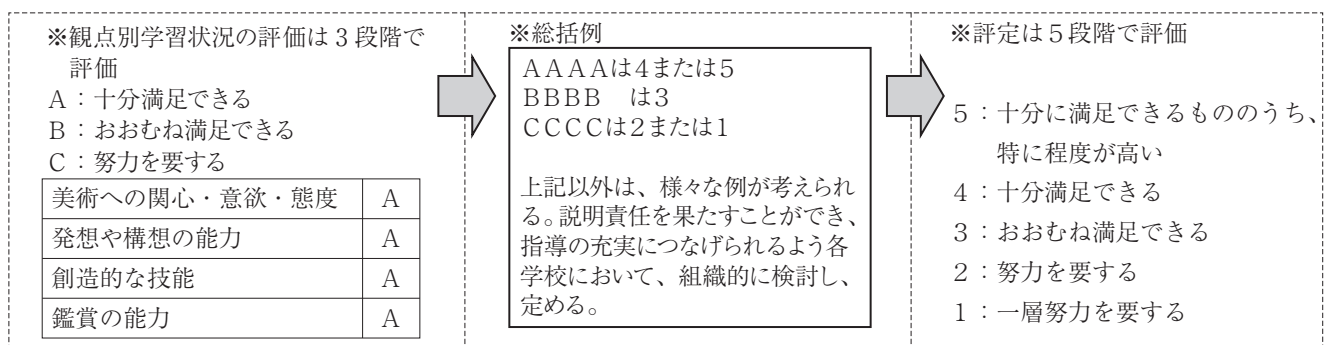 ※観点別学習状況の評価は3段階で
評価
A:十分満足できる
B:おおむね満足できる
C:努力を要する
美術への関心・意欲・態度 A
発想や構想の能力 A
創造的な技能 A
鑑賞の能力 A
※総括例
AAAAは4または5
BBBB は3
CCCCは2または1
上記以外は、様々な例が考えられ
る。説明責任を果たすことができ、
指導の充実につなげられるよう各
学校において、組織的に検討し、
定める。
※評定は5段階で評価
5:十分に満足できるもののうち、
特に程度が高い
4:十分満足できる
3:おおむね満足できる
2:努力を要する
1:一層努力を要する